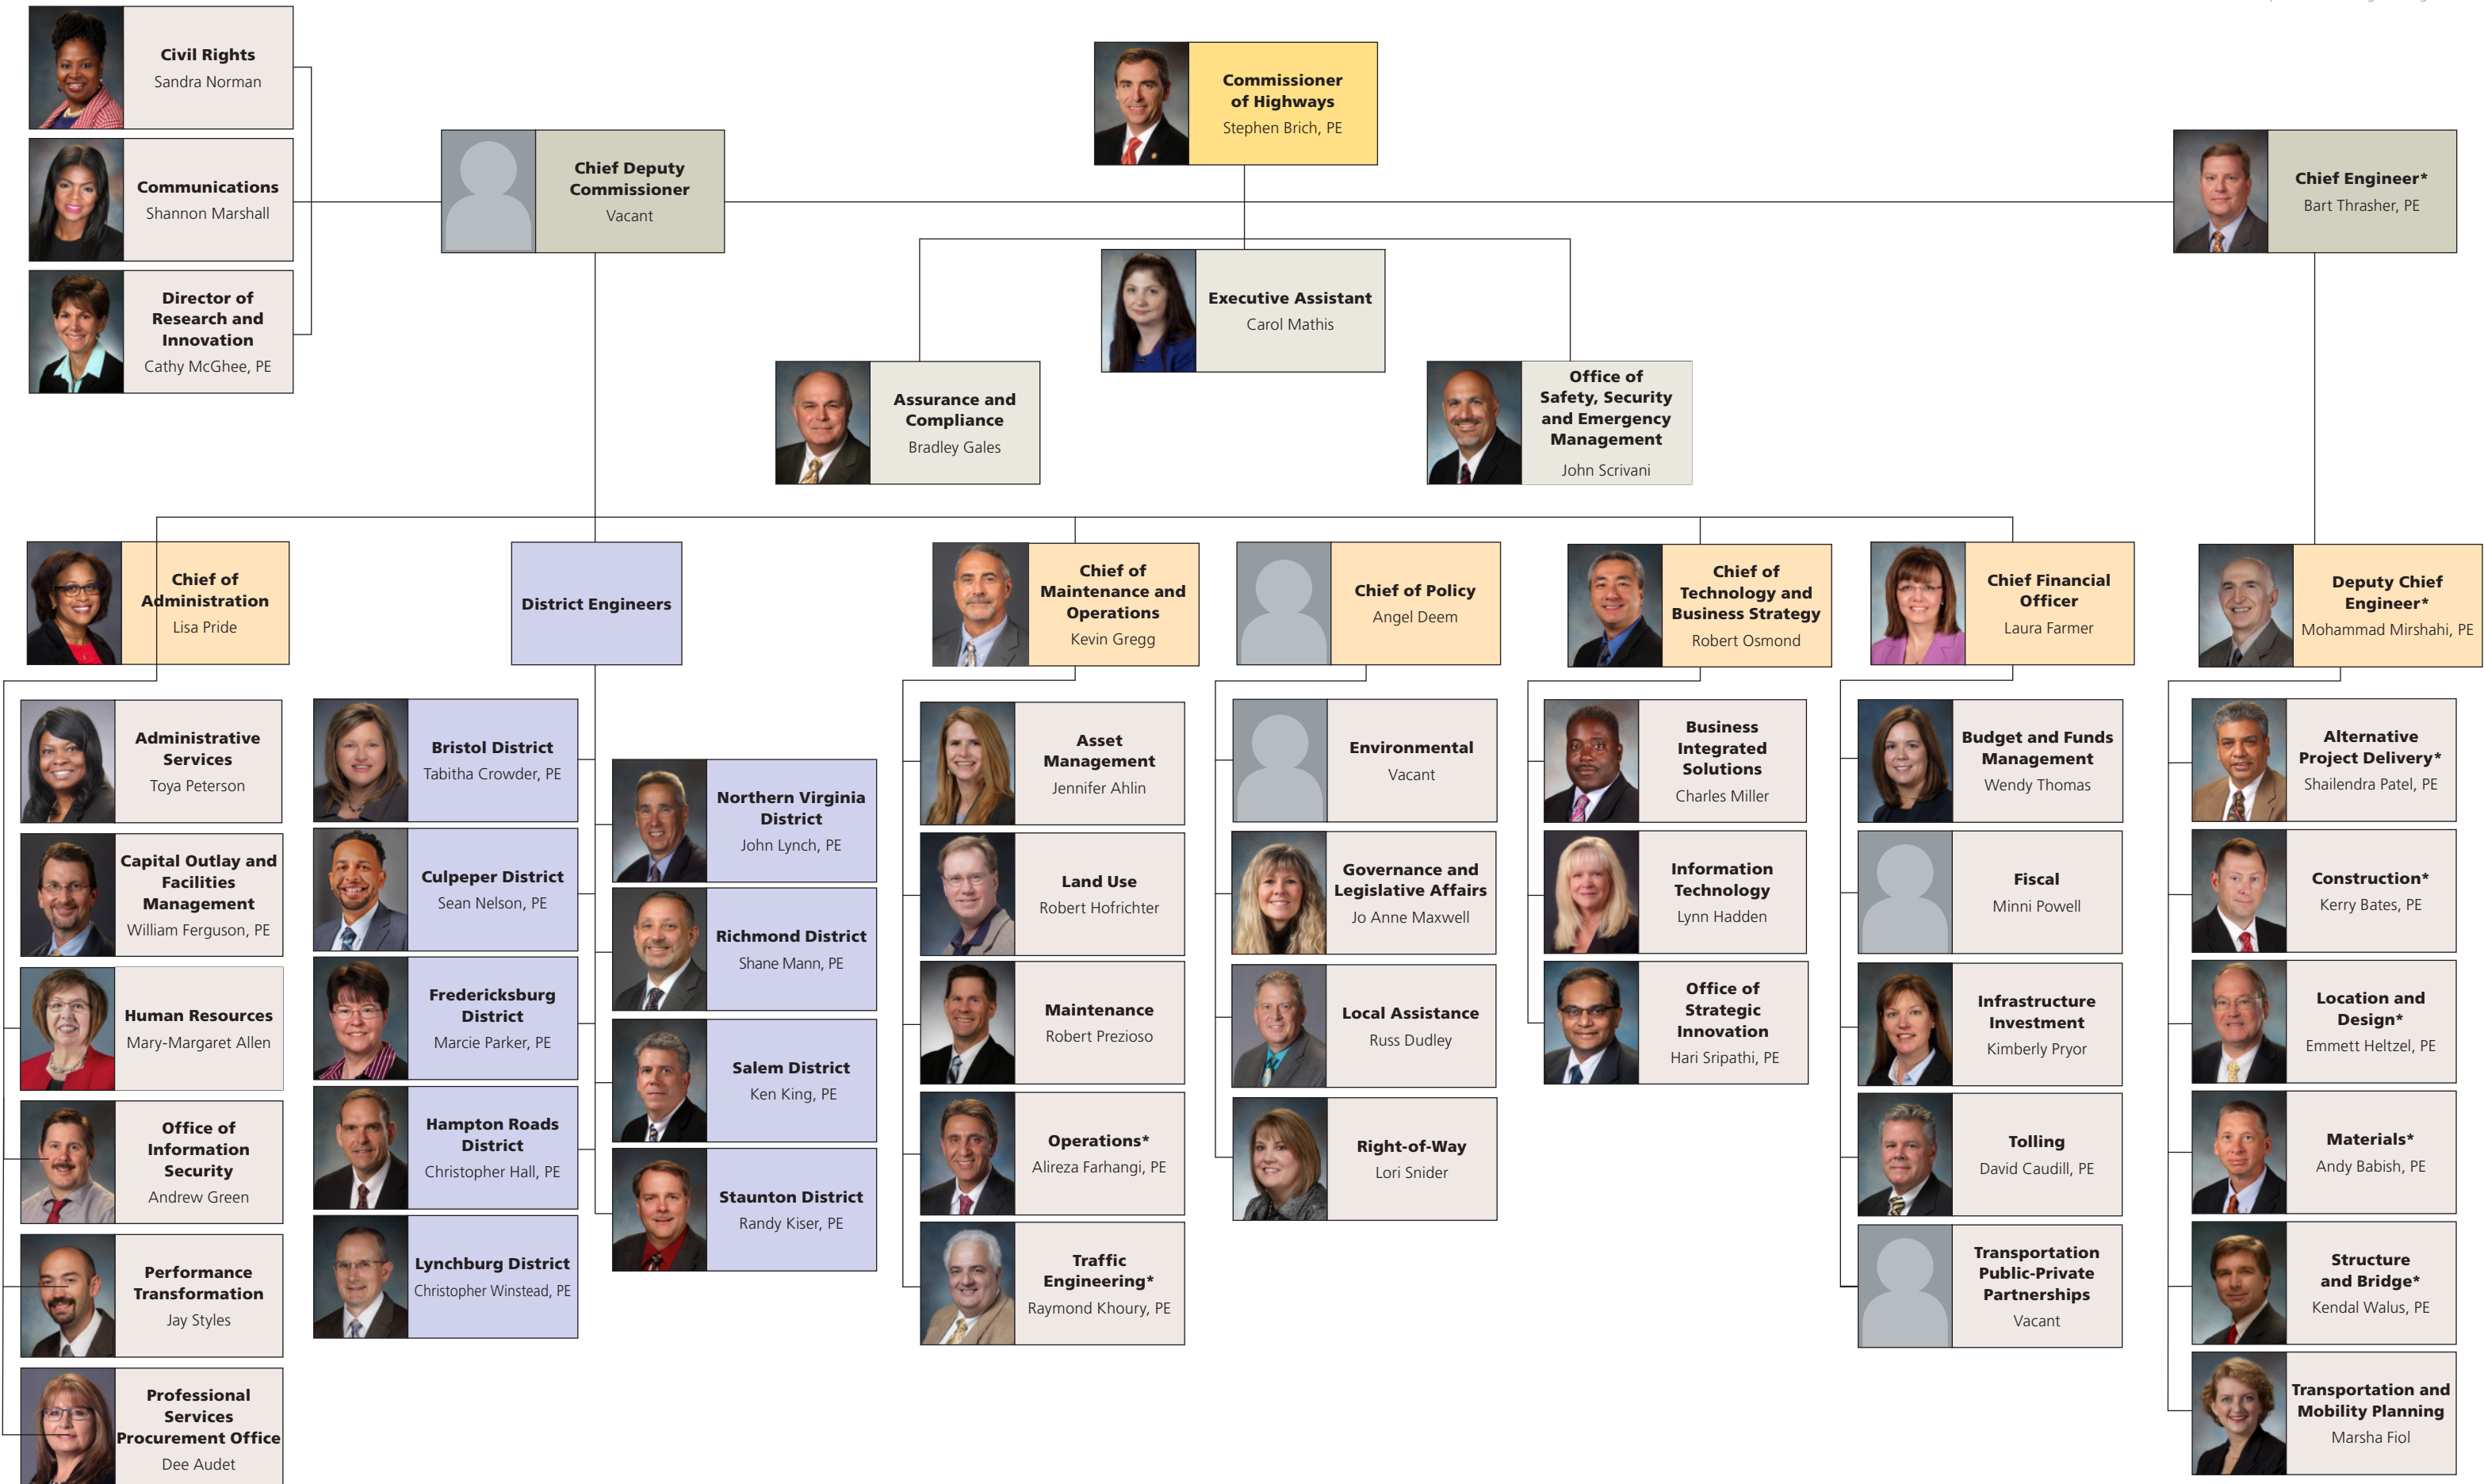 Civil Rights
Sandra Norman
Communications
Shannon Marshall
Director of
Research and
Innovation
Cathy McGhee, PE
Chief Deputy
Commissioner
Vacant
Commissioner
of Highways
Stephen Brich, PE
Chief Engineer*
Bart Thrasher, PE
Executive Assistant
Carol Mathis
Assurance and
Compliance
Bradley Gales
Office of
Safety, Security
and Emergency
Management
John Scrivani
Chief of
Administration
Lisa Pride
District Engineers
Chief of
Maintenance and
Operations
Kevin Gregg
Chief of Policy
Angel Deem
Chief of
Technology and
Business Strategy
Robert Osmond
Chief Financial
Officer
Laura Farmer
Deputy Chief
Engineer*
Mohammad Mirshahi, PE
Administrative
Services
Toya Peterson
Capital Outlay and
Facilities
Management
William Ferguson, PE
Human Resources
Mary-Margaret Allen
Office of
Information
Security
Andrew Green
Performance
Transformation
Jay Styles
Professional
Services
Procurement Office
Dee Audet
Bristol District
Tabitha Crowder, PE
Culpeper District
Sean Nelson, PE
Fredericksburg
District
Marcie Parker, PE
Hampton Roads
District
Christopher Hall, PE
Lynchburg District
Christopher Winstead, PE
Northern Virginia
District
John Lynch, PE
Richmond District
Shane Mann, PE
Salem District
Ken King, PE
Staunton District
Randy Kiser, PE
Asset
Management
Jennifer Ahlin
Land Use
Robert Hofrichter
Maintenance
Robert Prezioso
Operations*
Alireza Farhangi, PE
Traffic
Engineering*
Raymond Khoury, PE
Environmental
Vacant
Governance and
Legislative Affairs
Jo Anne Maxwell
Local Assistance
Russ Dudley
Right-of-Way
Lori Snider
Business
Integrated
Solutions
Charles Miller
Information
Technology
Lynn Hadden
Office of
Strategic
Innovation
Hari Sripathi, PE
Budget and Funds
Management
Wendy Thomas
Fiscal
Minni Powell
Infrastructure
Investment
Kimberly Pryor
Tolling
David Caudill, PE
Transportation
Public-Private
Partnerships
Vacant
Alternative
Project Delivery*
Shailendra Patel, PE
Construction*
Kerry Bates, PE
Location and
Design*
Emmett Heltzel, PE
Materials*
Andy Babish, PE
Structure
and Bridge*
Kendal Walus, PE
Transportation and
Mobility Planning
Marsha Fiol